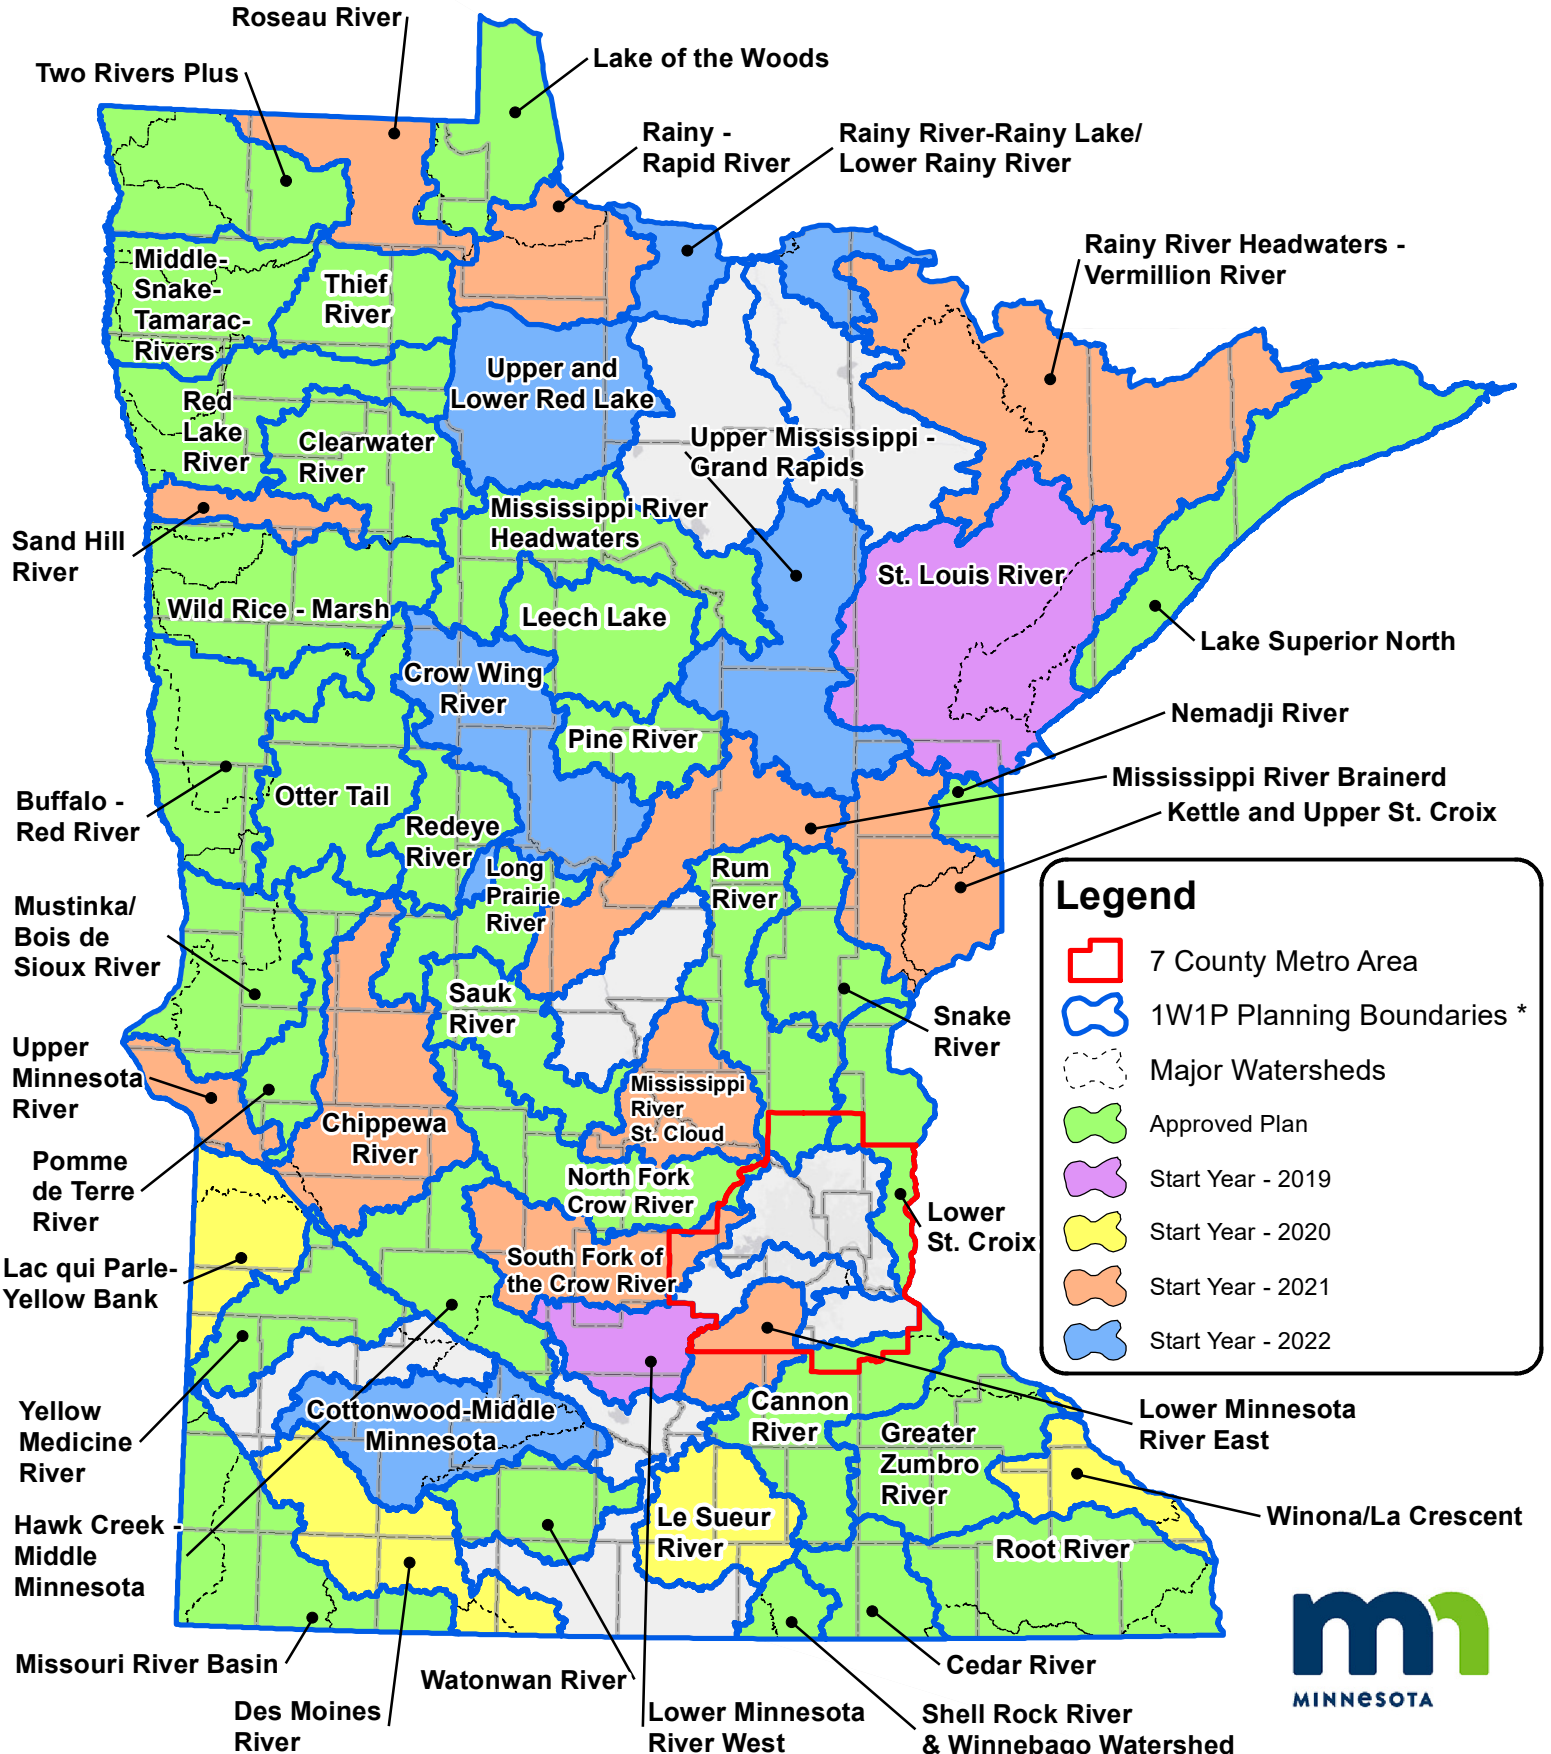 Roseau River
Two Rivers Plus
Lake of the Woods
Rainy -
Rapid River
Rainy River-Rainy Lake/
Lower Rainy River
Rainy River Headwaters -
Vermillion River
Middle-
Snake-
Tamarac-
Rivers
Thief
River
Upper and
Lower Red Lake
Red
Lake
River
Clearwater
River
Upper Mississippi -
Grand Rapids
Mississippi River
Headwaters
Sand Hill
River
St. Louis River
Wild Rice - Marsh
Leech Lake
Lake Superior North
Crow Wing
River
Nemadji River
Pine River
Mississippi River Brainerd
Kettle and Upper St. Croix
Buffalo -
Red River
Otter Tail
Redeye
River
Long
Prairie
River
Rum
River
Mustinka/
Bois de
Sioux River
Sauk
River
Snake
River
Upper
Minnesota
River
Mississippi
River
St. Cloud
Chippewa
River
Pomme
de Terre
River
North Fork
Crow River
Lower
St. Croix
South Fork of
the Crow River
Lac qui Parle-
Yellow Bank
Yellow
Medicine
River
Cottonwood-Middle
Minnesota
Cannon
River
Greater
Zumbro
River
Lower Minnesota
River East
Le Sueur
River
Winona/La Crescent
Hawk Creek -
Middle
Minnesota
Root River
Missouri River Basin
Des Moines
River
Watonwan River
Lower Minnesota
River West
Cedar River
Shell Rock River
& Winnebago Watershed
Legend
7 County Metro Area
1W1P Planning Boundaries *
Major Watersheds
Approved Plan
Start Year - 2019
Start Year - 2020
Start Year - 2021
Start Year - 2022
mn
MINNESOTA